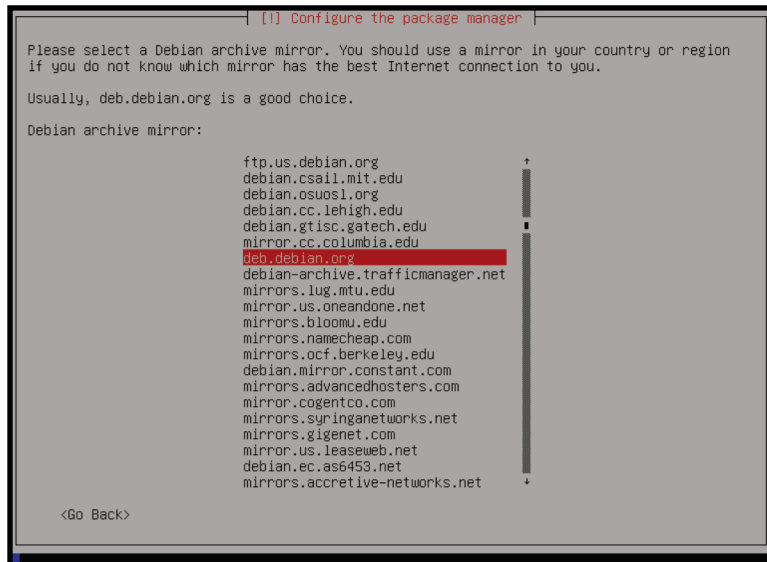 [!] Configure the package manager
Please select a Debian archive mirror. You should use a mirror in your country or region
if you do not know which mirror has the best Internet connection to you.
Usually, deb.debian.org is a good choice.
Debian archive mirror:
ftp.us.debian.org
debian.csail.mit.edu
debian.osuosl.org
debian.cc.lehigh.edu
debian.gtisc.gatech.edu
mirror.cc.columbia.edu
deb.debian.org
debian-archive.trafficmanager.net
mirrors.lug.mtu.edu
mirror.us.oneandone.net
mirrors.bloomu.edu
mirrors.namecheap.com
mirrors.ocf.berkeley.edu
debian.mirror.constant.com
mirrors.advancedhosters.com
mirror.cogentco.com
mirrors.syringanetworks.net
mirrors.gigenet.com
mirror.us.leaseweb.net
debian.ec.as6453.net
mirrors.accretive-networks.net
<Go Back>